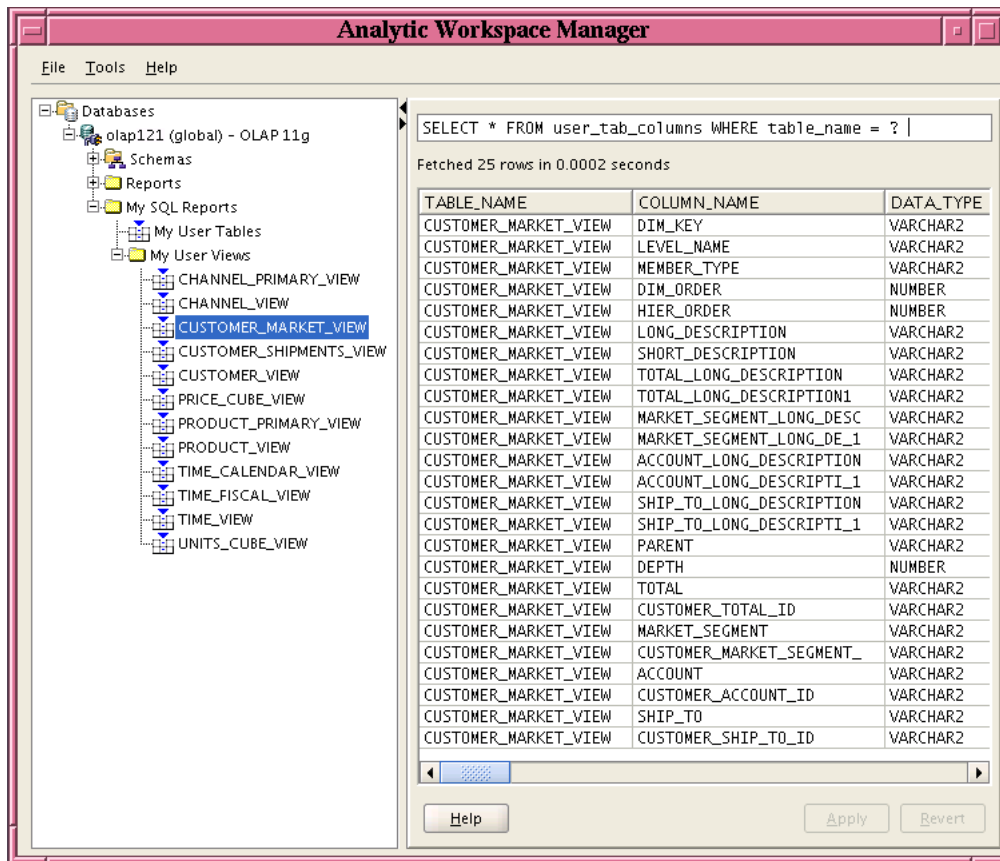 Analytic Workspace Manager
File Tools Help
Databases
olap121 (global) - OLAP 11g
Schemas
Reports
My SQL Reports
My User Tables
My User Views
CHANNEL_PRIMARY_VIEW
CHANNEL_VIEW
CUSTOMER_MARKET_VIEW
CUSTOMER_SHIPMENTS_VIEW
CUSTOMER_VIEW
PRICE_CUBE_VIEW
PRODUCT_PRIMARY_VIEW
PRODUCT_VIEW
TIME_CALENDAR_VIEW
TIME_FISCAL_VIEW
TIME_VIEW
UNITS_CUBE_VIEW
SELECT * FROM user_tab_columns WHERE table_name = ?
Fetched 25 rows in 0.0002 seconds
TABLE_NAME COLUMN_NAME DATA_TYPE
CUSTOMER_MARKET_VIEW DIM_KEY VARCHAR2
CUSTOMER_MARKET_VIEW LEVEL_NAME VARCHAR2
CUSTOMER_MARKET_VIEW MEMBER_TYPE VARCHAR2
CUSTOMER_MARKET_VIEW DIM_ORDER NUMBER
CUSTOMER_MARKET_VIEW HIER_ORDER NUMBER
CUSTOMER_MARKET_VIEW LONG_DESCRIPTION VARCHAR2
CUSTOMER_MARKET_VIEW SHORT_DESCRIPTION VARCHAR2
CUSTOMER_MARKET_VIEW TOTAL_LONG_DESCRIPTION VARCHAR2
CUSTOMER_MARKET_VIEW TOTAL_LONG_DESCRIPTION1 VARCHAR2
CUSTOMER_MARKET_VIEW MARKET_SEGMENT_LONG_DESC VARCHAR2
CUSTOMER_MARKET_VIEW MARKET_SEGMENT_LONG_DE_1 VARCHAR2
CUSTOMER_MARKET_VIEW ACCOUNT_LONG_DESCRIPTION VARCHAR2
CUSTOMER_MARKET_VIEW ACCOUNT_LONG_DESCRIPTI_1 VARCHAR2
CUSTOMER_MARKET_VIEW SHIP_TO_LONG_DESCRIPTION VARCHAR2
CUSTOMER_MARKET_VIEW SHIP_TO_LONG_DESCRIPTI_1 VARCHAR2
CUSTOMER_MARKET_VIEW PARENT VARCHAR2
CUSTOMER_MARKET_VIEW DEPTH NUMBER
CUSTOMER_MARKET_VIEW TOTAL VARCHAR2
CUSTOMER_MARKET_VIEW CUSTOMER_TOTAL_ID VARCHAR2
CUSTOMER_MARKET_VIEW MARKET_SEGMENT VARCHAR2
CUSTOMER_MARKET_VIEW CUSTOMER_MARKET_SEGMENT_ VARCHAR2
CUSTOMER_MARKET_VIEW ACCOUNT VARCHAR2
CUSTOMER_MARKET_VIEW CUSTOMER_ACCOUNT_ID VARCHAR2
CUSTOMER_MARKET_VIEW SHIP_TO VARCHAR2
CUSTOMER_MARKET_VIEW CUSTOMER_SHIP_TO_ID VARCHAR2
Help Apply Revert